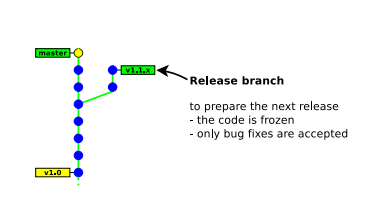 master
v1.1.x
Release branch
to prepare the next release
- the code is frozen
- only bug fixes are accepted
v1.0